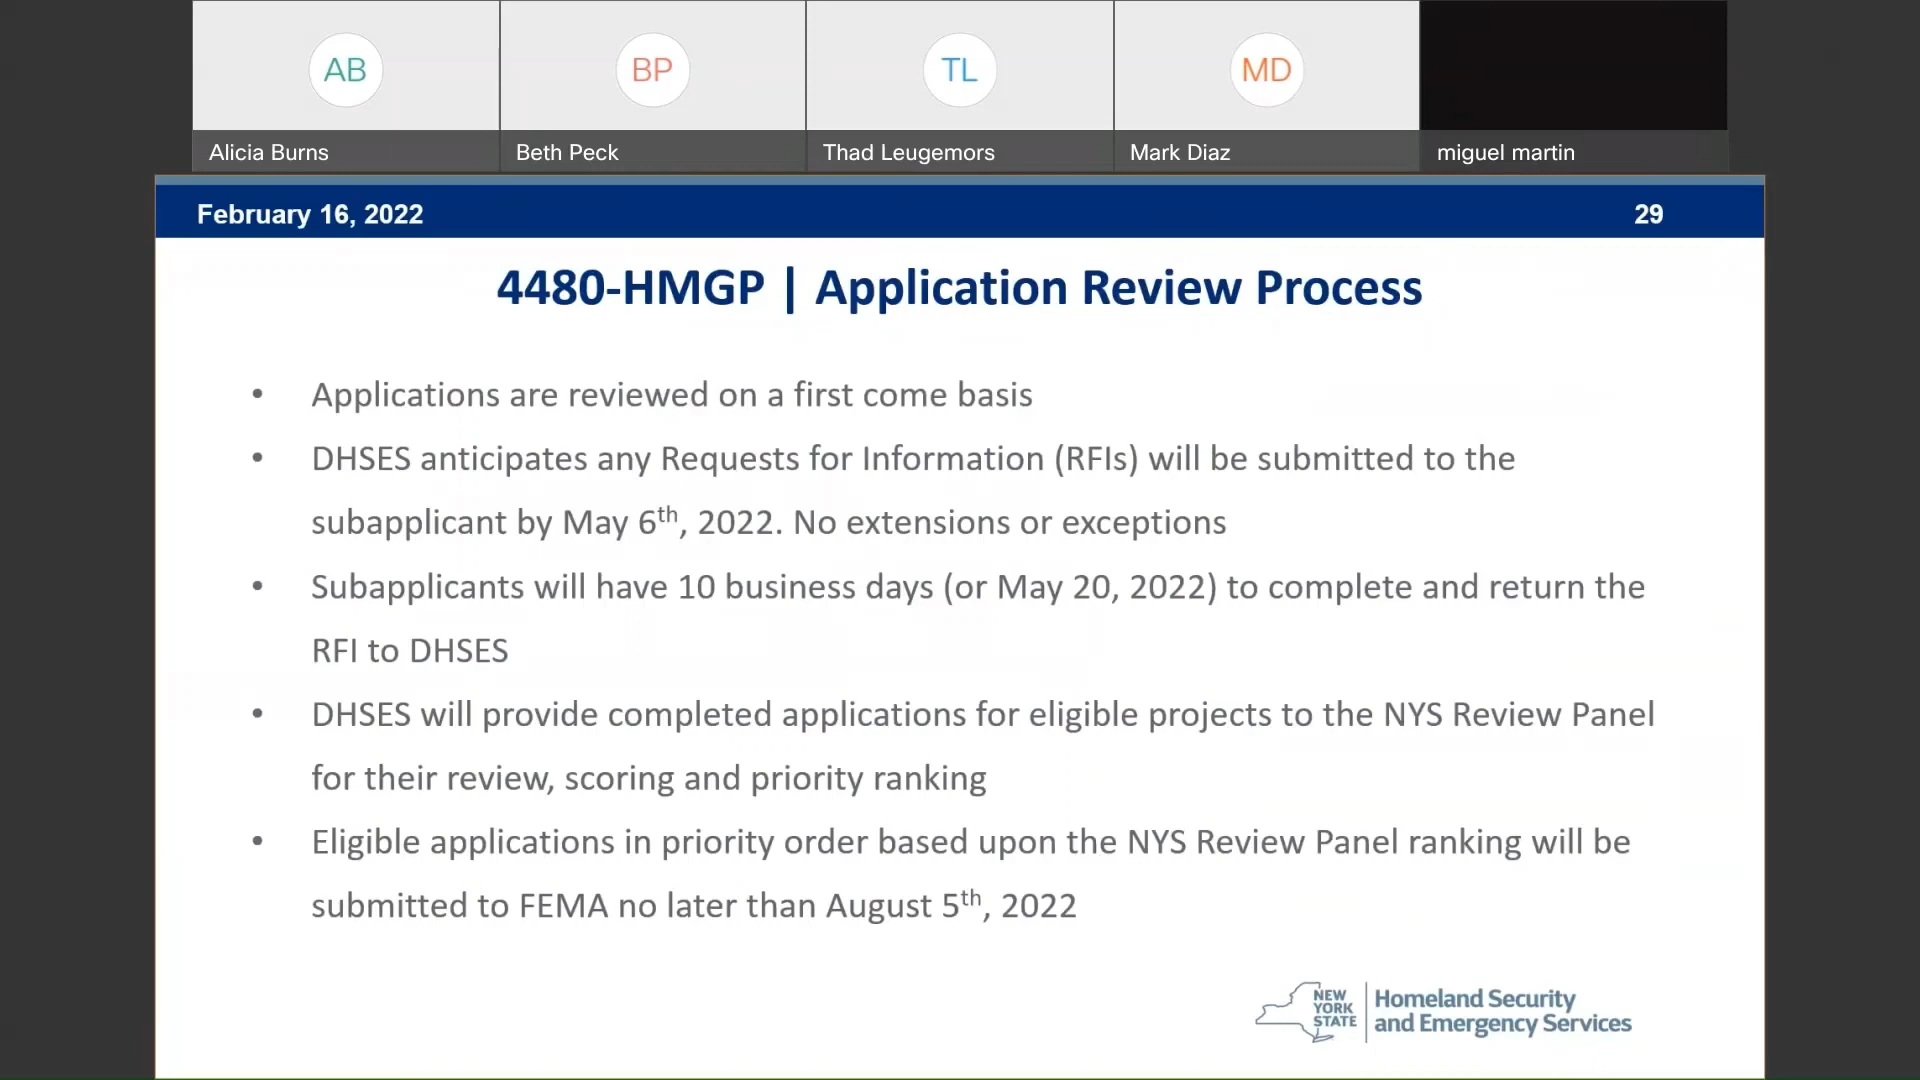 AB
BP
TL
MD
Alicia Burns
Beth Peck
Thad Leugemors
Mark Diaz
miguel martin
February 16, 2022
29
4480-HMGP | Application Review Process
• Applications are reviewed on a first come basis
• DHSES anticipates any Requests for Information (RFIs) will be submitted to the
subapplicant by May 6th, 2022. No extensions or exceptions
• Subapplicants will have 10 business days (or May 20, 2022) to complete and return the
RFI to DHSES
• DHSES will provide completed applications for eligible projects to the NYS Review Panel
for their review, scoring and priority ranking
• Eligible applications in priority order based upon the NYS Review Panel ranking will be
submitted to FEMA no later than August 5th, 2022
NEW
YORK
STATE
Homeland Security
and Emergency Services